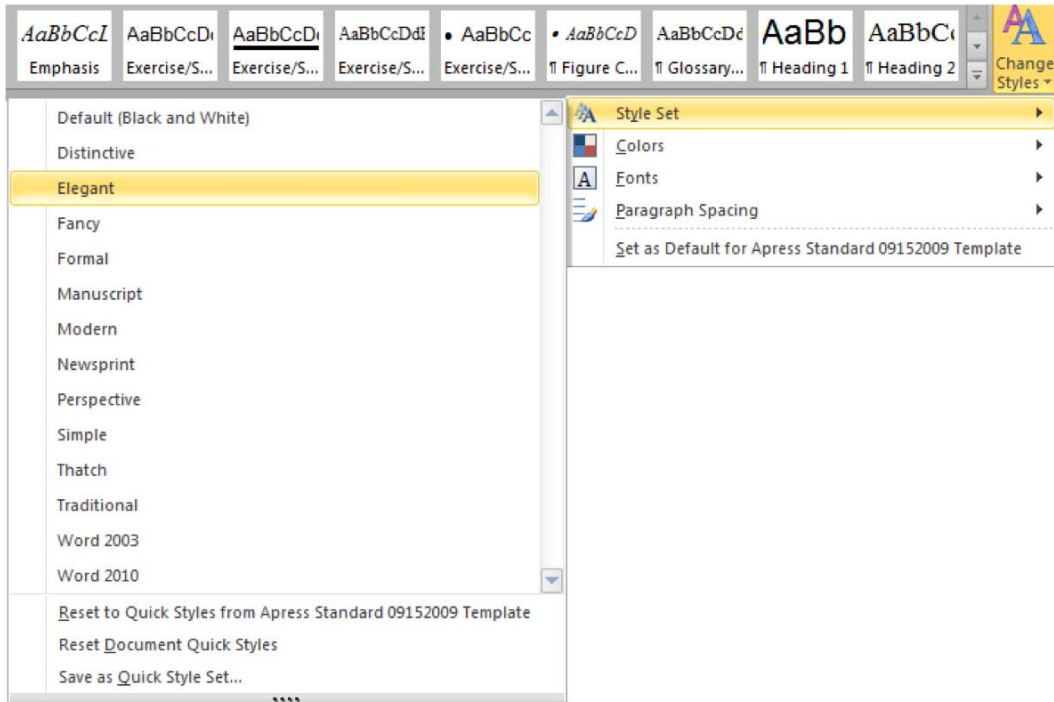 AaBbCcI AaBbCcD AaBbCcD AaBbCcDdE • AaBbCc • AaBbCcD AaBbCcDd AaBb AaBbC
Emphasis Exercise/S... Exercise/S... Exercise/S... Exercise/S... ¶ Figure C... ¶ Glossary... ¶ Heading 1 ¶ Heading 2
Change
Styles
Default (Black and White)
Distinctive
Elegant
Fancy
Formal
Manuscript
Modern
Newsprint
Perspective
Simple
Thatch
Traditional
Word 2003
Word 2010
Reset to Quick Styles from Apress Standard 09152009 Template
Reset Document Quick Styles
Save as Quick Style Set...
Style Set
Colors
Fonts
Paragraph Spacing
Set as Default for Apress Standard 09152009 Template